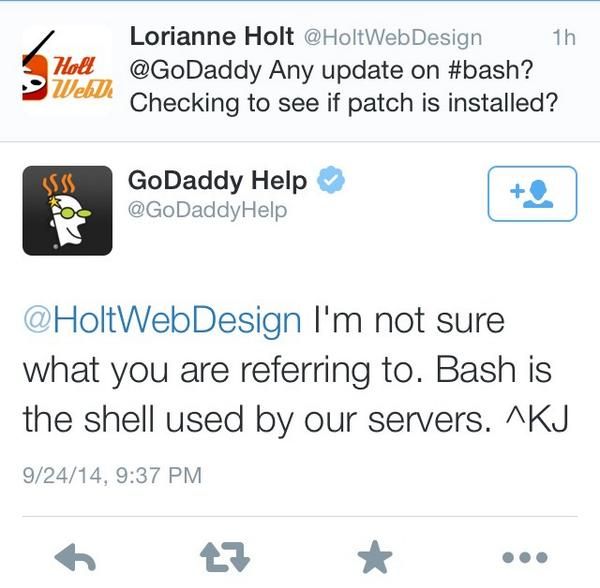 Lorianne Holt @HoltWebDesign 1h
@GoDaddy Any update on #bash?
Checking to see if patch is installed?
Holt
WebDe
GoDaddy Help
@GoDaddyHelp
@HoltWebDesign I'm not sure
what you are referring to. Bash is
the shell used by our servers. ^KJ
9/24/14, 9:37 PM